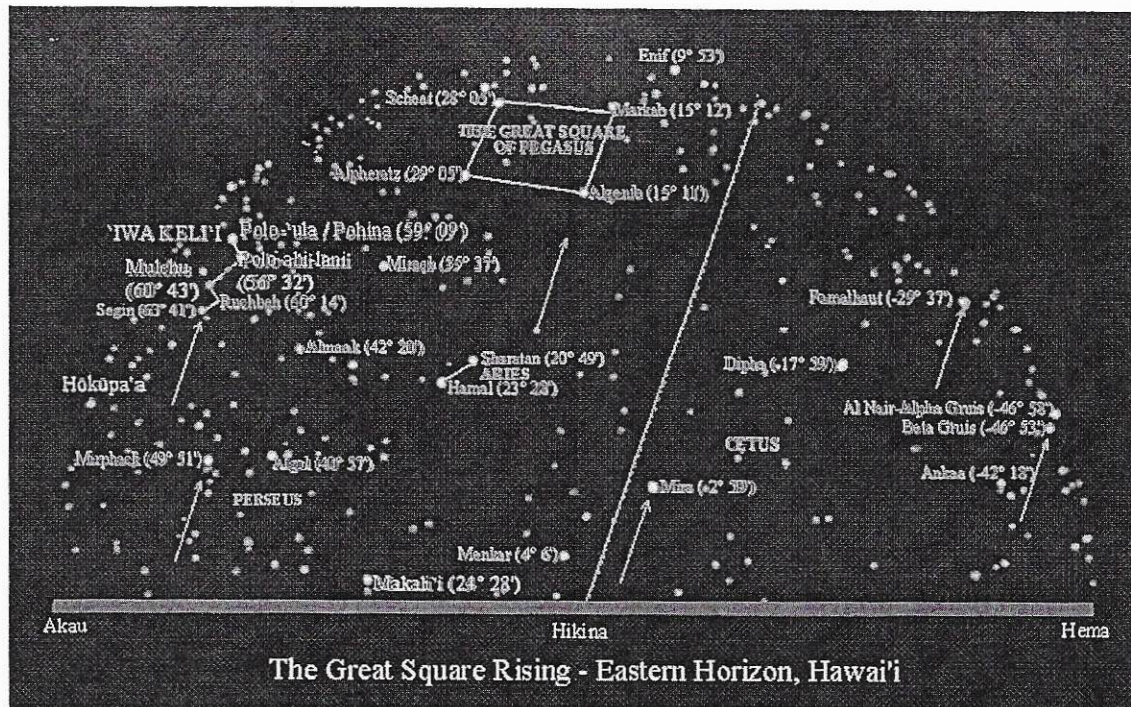 Enif (9° 53')
Scheat (28° 05')
Markab (15° 12')
THE GREAT SQUARE
OF PEGASUS
Alpheratz (29° 05')
Algenib (15° 11')
'IWA KELI'I
Polo-'ula / Pohina (59° 09')
Polo-ahi-lani
(56° 32')
Mulehu
(60° 43')
Mirach (35° 37')
Segin (63° 41')
Ruchbah (60° 14')
Fomalhaut (-29° 37')
Almaak (42° 20')
Sharatan (20° 49')
ARIES
Hamal (23° 28')
Diphda (-17° 59')
Hōkūpa'a
Al Nair-Alpha Gruis (-46° 58')
Beta Gruis (-46° 53')
CETUS
Mirphack (49° 51')
Algol (40° 57')
Ankaa (-42° 18')
PERSEUS
Mira (-2° 59')
Menkar (4° 6')
Makali'i (24° 28')
Akau
Hikina
Hema
The Great Square Rising - Eastern Horizon, Hawai'i